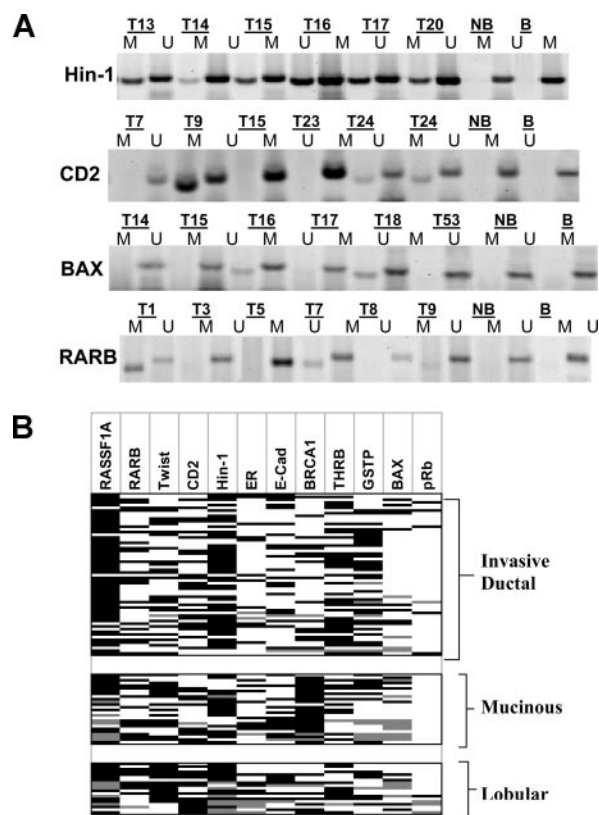 A
T13 T14 T15 T16 T17 T20 NB B
M U M U M U U M U U M U M U M
Hin-1
T7 T9 T15 T23 T24 T24 NB B
M U M U M U M U M U M U M U
CD2
T14 T15 T16 T17 T18 T53 NB B
M U M U M U M U U M U M
BAX
T1 T3 T5 T7 T8 T9 NB B
M U M U M U M U M U M U M U
RARB
B
RASSF1A RARB Twist CD2 Hin-1 ER E-Cad BRCA1 THRB GSTP BAX pRb
Invasive
Ductal
Mucinous
Lobular